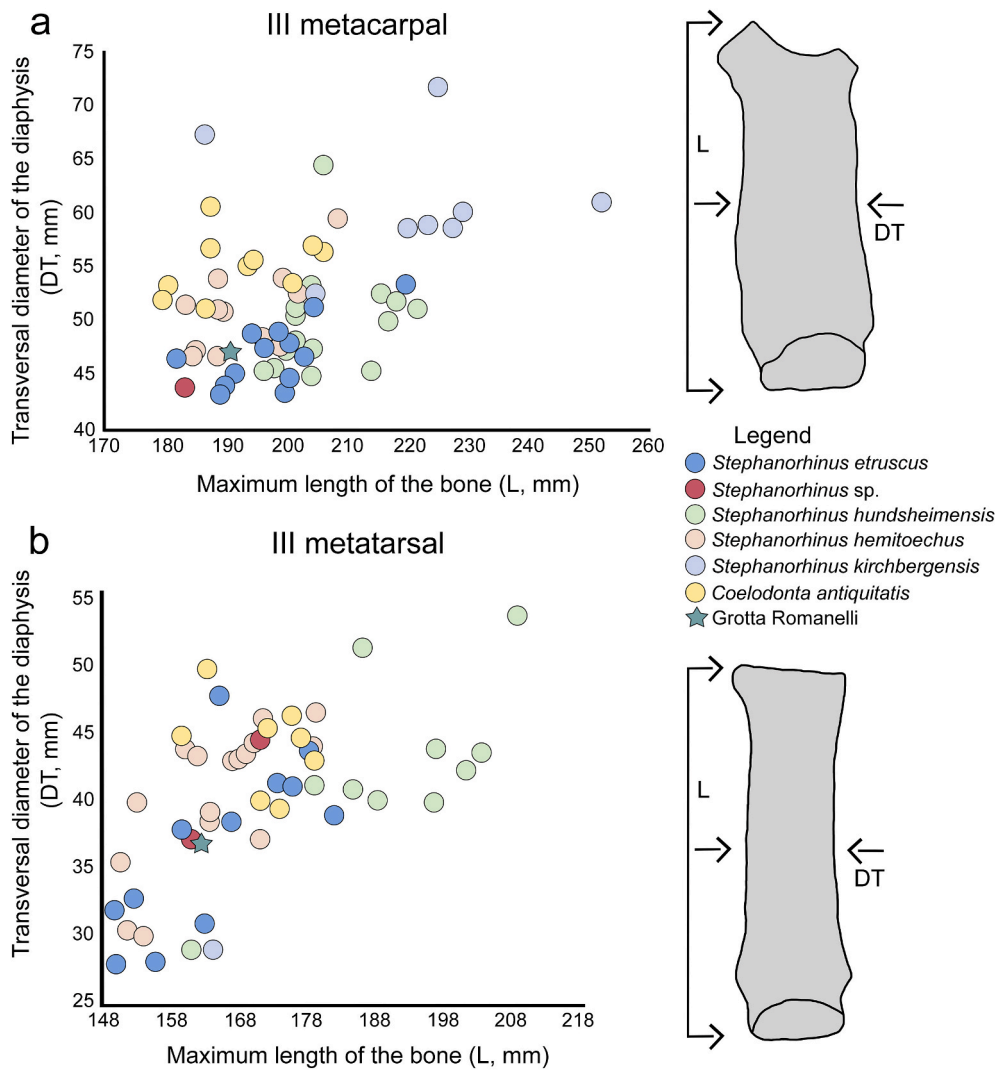 a
III metacarpal
Transversal diameter of the diaphysis
(DT, mm)
75
70
65
60
55
50
45
40
170 180 190 200 210 220 230 240 250 260
Maximum length of the bone (L, mm)
L
DT
Legend
Stephanorhinus etruscus
Stephanorhinus sp.
Stephanorhinus hundsheimensis
Stephanorhinus hemitoechus
Stephanorhinus kirchbergensis
Coelodonta antiquitatis
Grotta Romanelli
b
III metatarsal
Transversal diameter of the diaphysis
(DT, mm)
55
50
45
40
35
30
25
148 158 168 178 188 198 208 218
Maximum length of the bone (L, mm)
L
DT